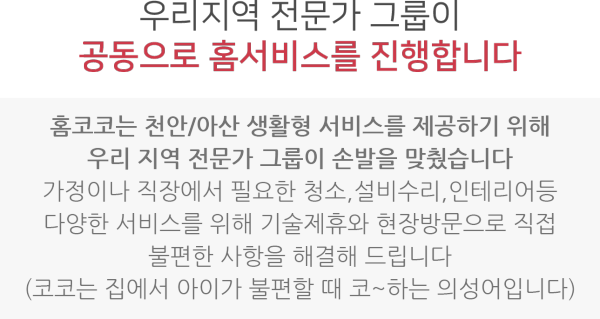 우리지역 전문가 그룹이
공동으로 홈서비스를 진행합니다
홈코코는 천안/아산 생활형 서비스를 제공하기 위해
우리 지역 전문가 그룹이 손발을 맞췄습니다
가정이나 직장에서 필요한 청소,설비수리,인테리어등
다양한 서비스를 위해 기술제휴와 현장방문으로 직접
불편한 사항을 해결해 드립니다
(코코는 집에서 아이가 불편할 때 코~하는 의성어입니다)